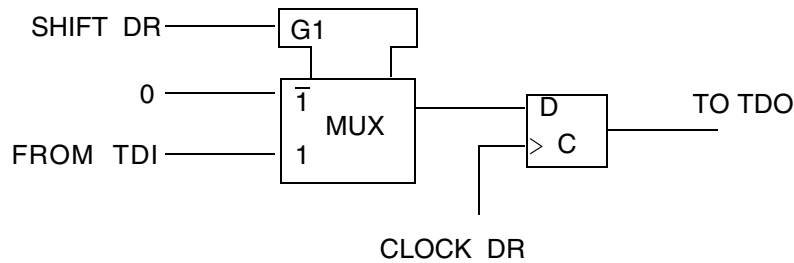 SHIFT DR
G1
0
1̅
MUX
FROM TDI
1
D
C
TO TDO
CLOCK DR